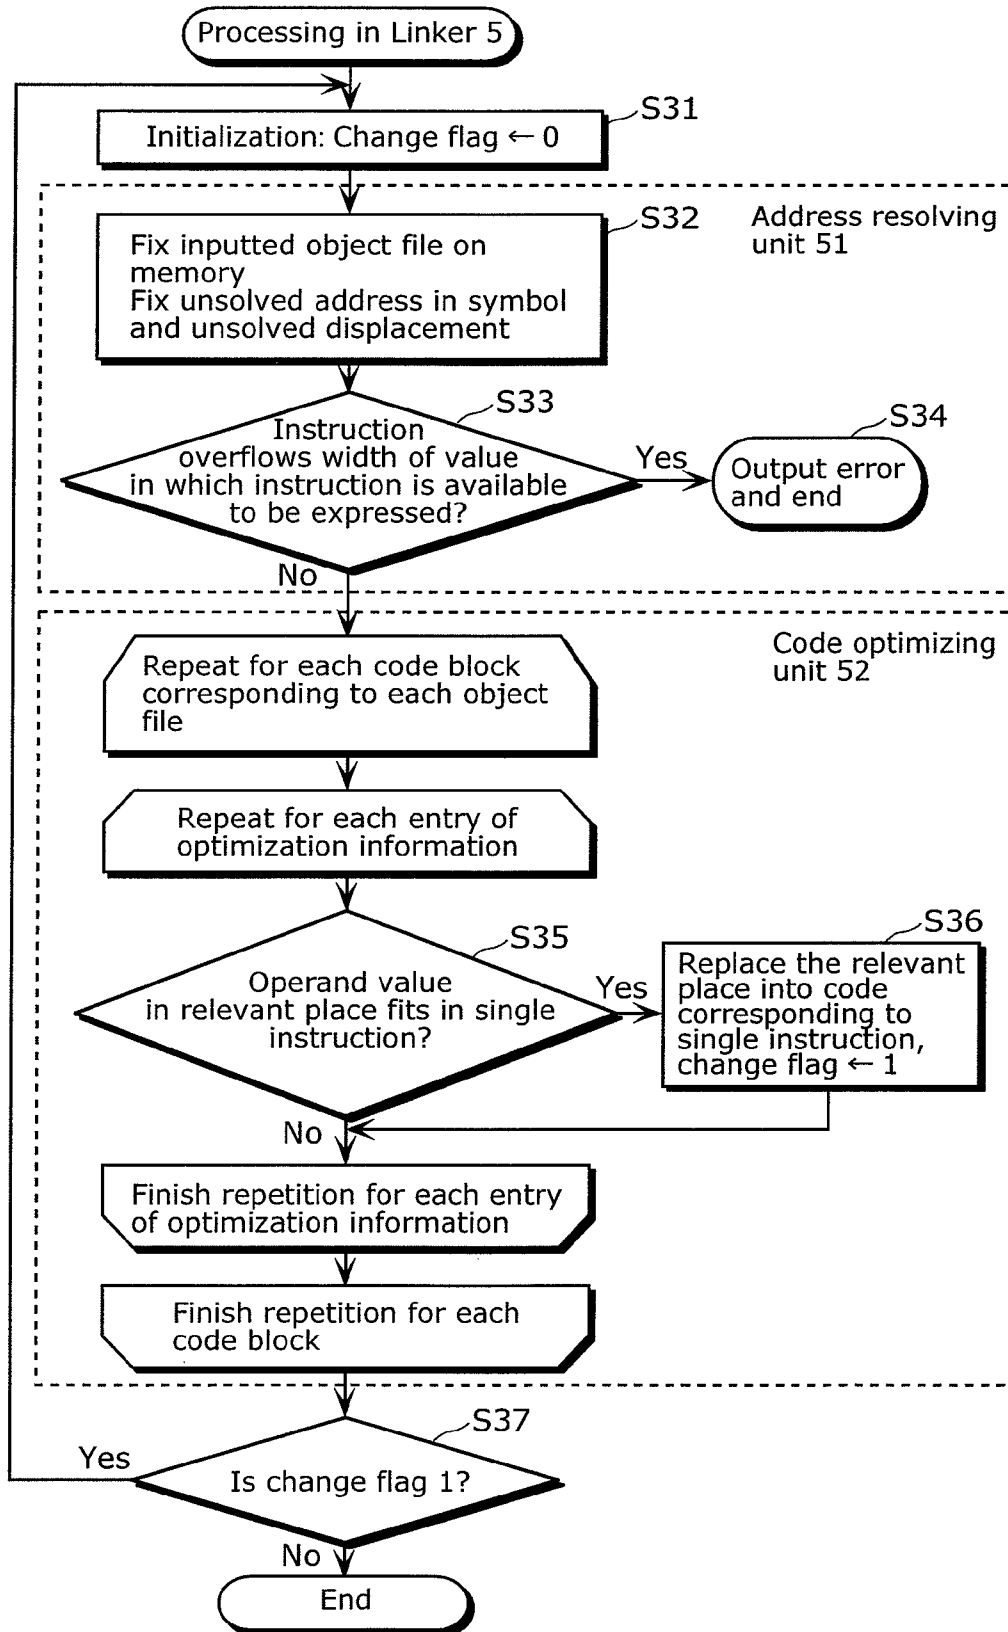 Processing in Linker 5
S31
Initialization: Change flag ← 0
Address resolving
unit 51
S32
Fix inputted object file on
memory
Fix unsolved address in symbol
and unsolved displacement
S33
Instruction
overflows width of value
in which instruction is available
to be expressed?
Yes
S34
Output error
and end
No
Code optimizing
unit 52
Repeat for each code block
corresponding to each object
file
Repeat for each entry of
optimization information
S35
Operand value
in relevant place fits in single
instruction?
Yes
S36
Replace the relevant
place into code
corresponding to
single instruction,
change flag ← 1
No
Finish repetition for each entry
of optimization information
Finish repetition for each
code block
S37
Yes
Is change flag 1?
No
End